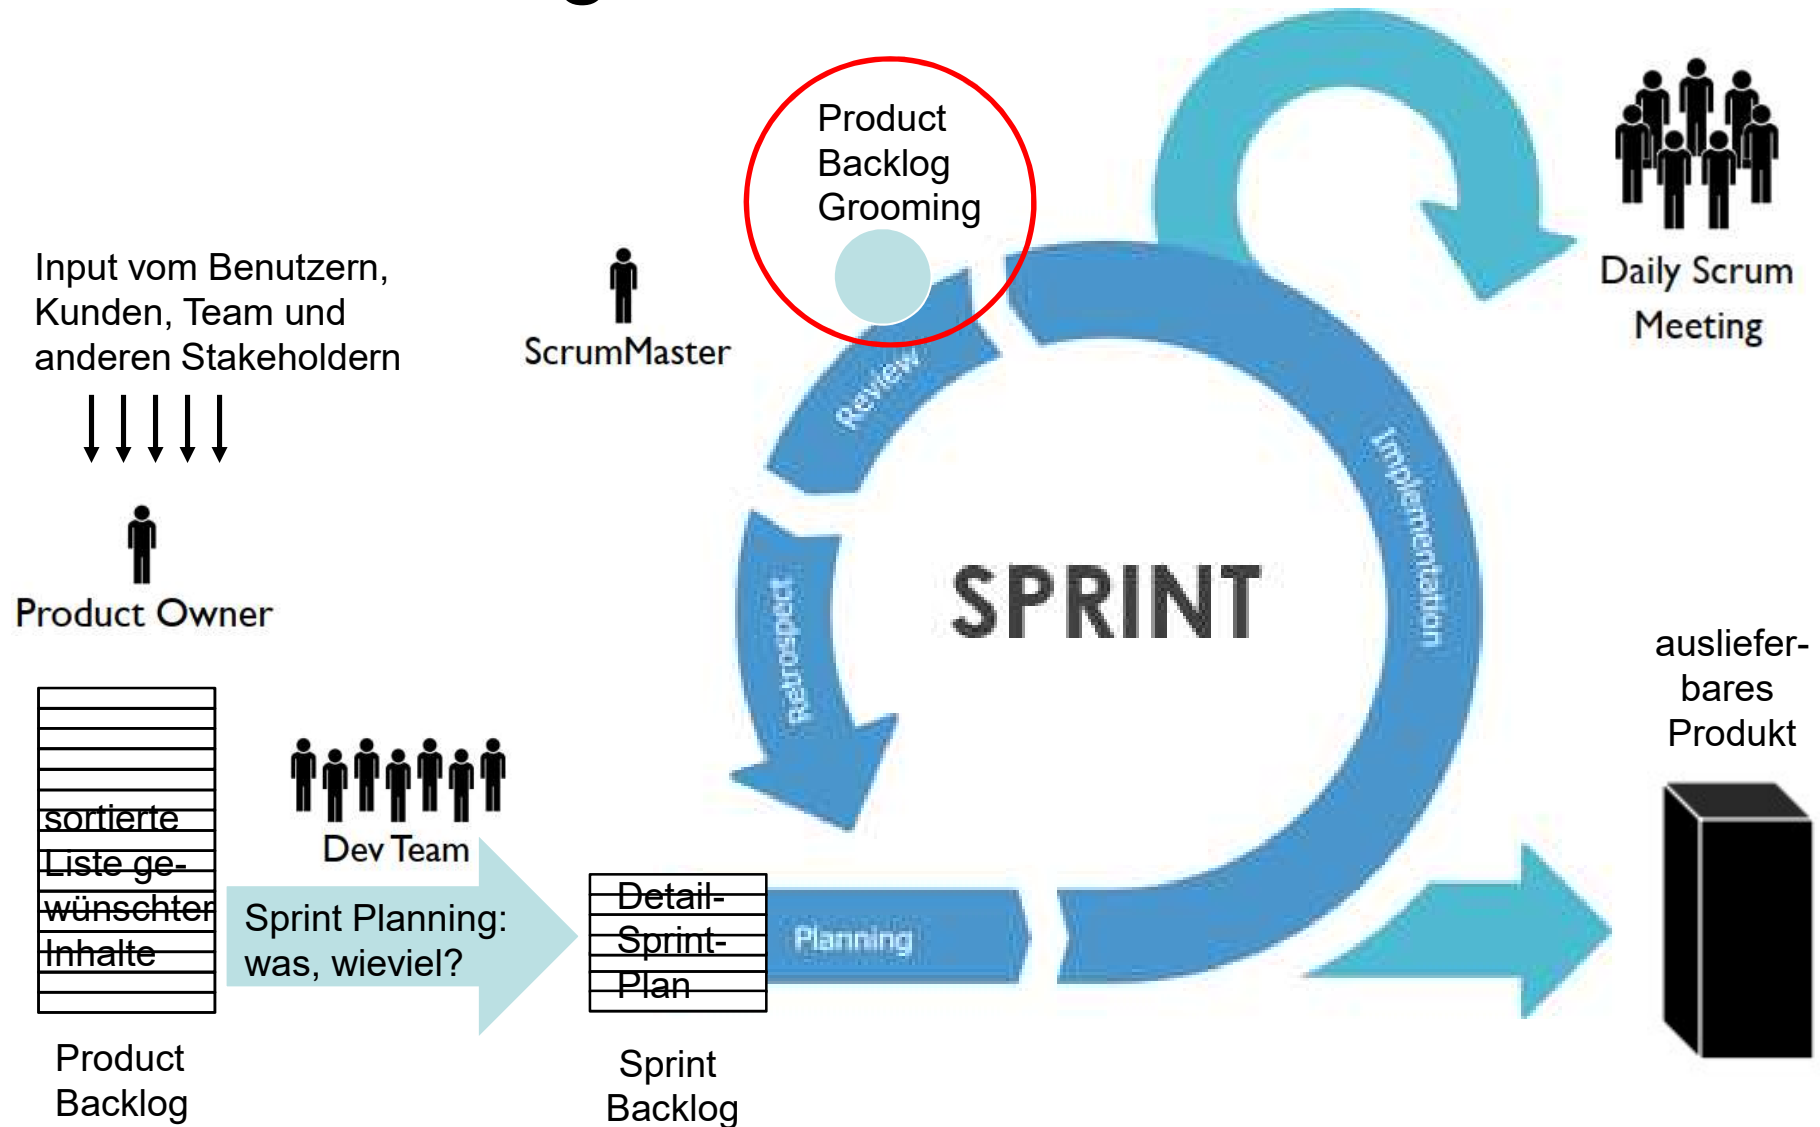 Product
Backlog
Grooming
Input vom Benutzern,
Kunden, Team und
anderen Stakeholdern
ScrumMaster
Daily Scrum
Meeting
Review
Implementation
Product Owner
SPRINT
Retrospect
ausliefer-
bares
Produkt
sortierte
Liste ge-
wünschter
Inhalte
Dev Team
Sprint Planning:
was, wieviel?
Detail-
Sprint-
Plan
Planning
Product
Backlog
Sprint
Backlog